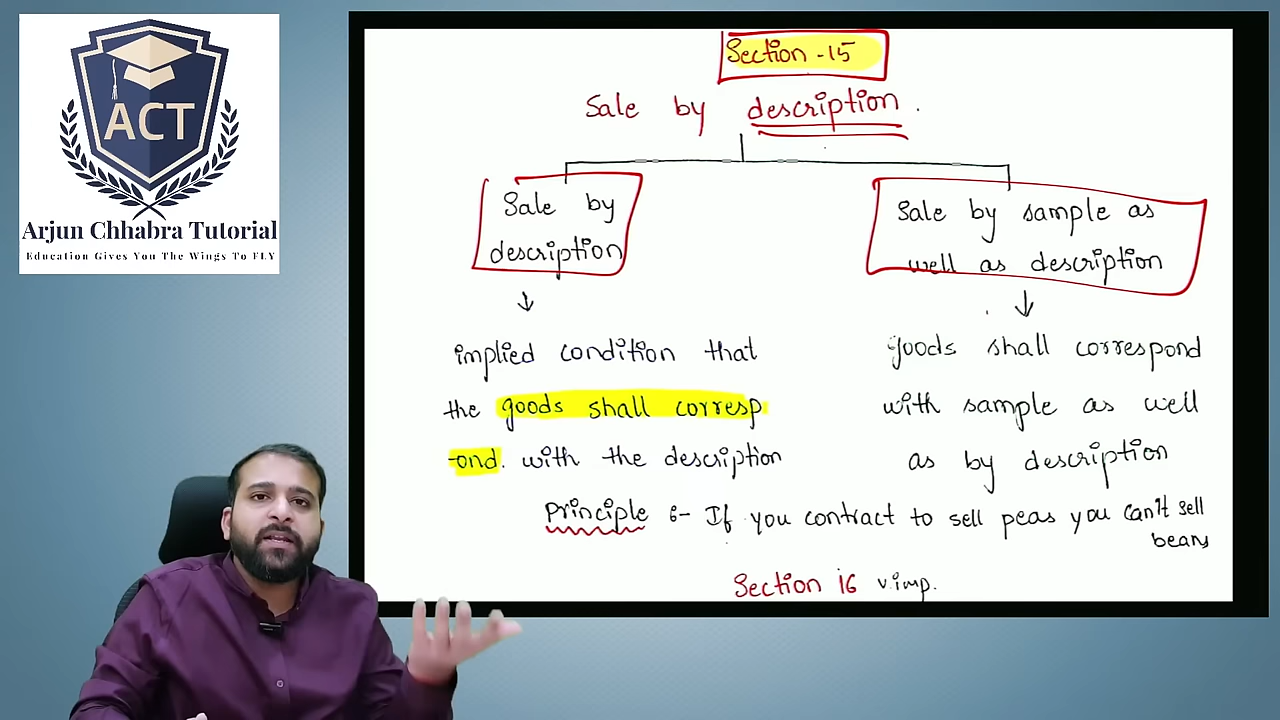 ACT
Arjun Chhabra Tutorial
Education Gives You The Wings To FLY
Section - 15
Sale by description.
Sale by
description
implied condition that
the goods shall corresp
-ond. with the description
Sale by sample as
well as description
goods shall correspond
with sample as well
as by description
Principle :- If you contract to sell peas you can't sell
beans
Section 16 v.imp.